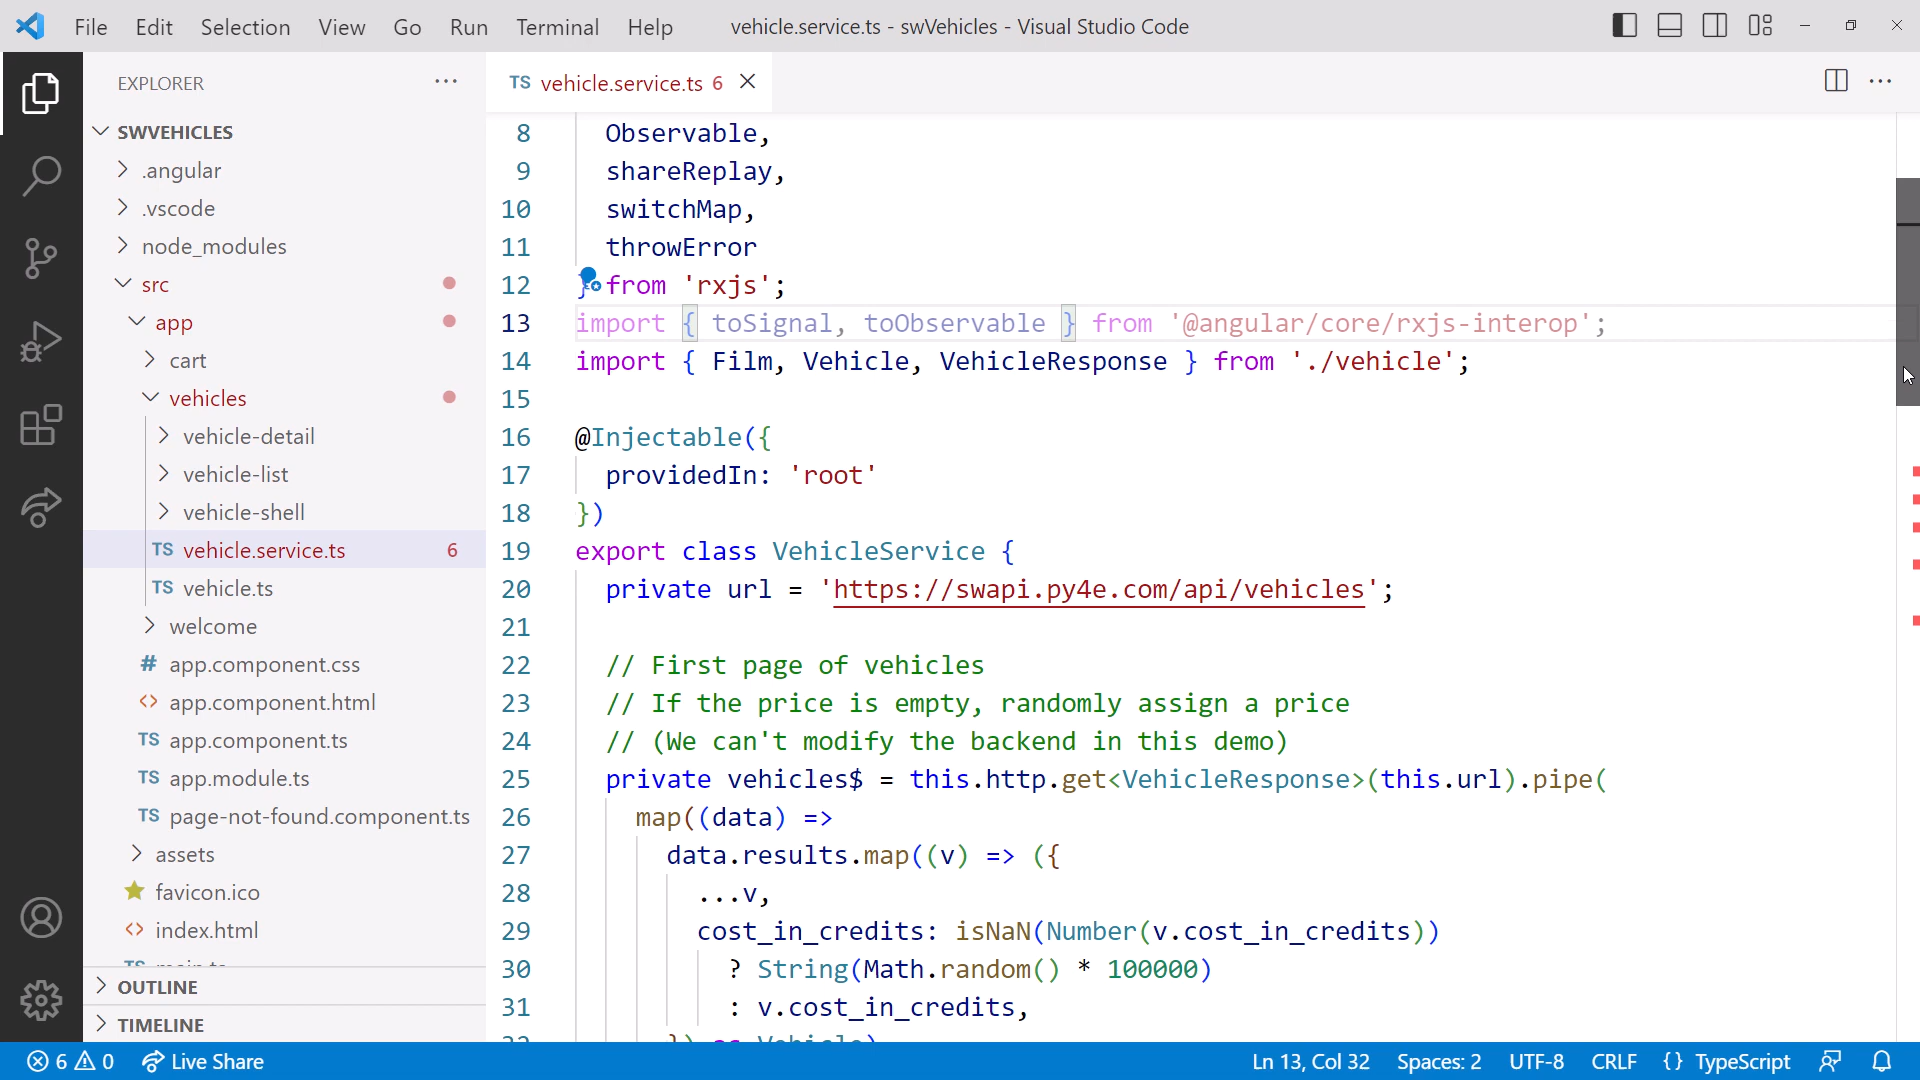 File Edit Selection View Go Run Terminal Help vehicle.service.ts - swVehicles - Visual Studio Code
EXPLORER
SWVEHICLES
.angular
.vscode
node_modules
src
app
cart
vehicles
vehicle-detail
vehicle-list
vehicle-shell
TS vehicle.service.ts 6
TS vehicle.ts
welcome
# app.component.css
<> app.component.html
TS app.component.ts
TS app.module.ts
TS page-not-found.component.ts
assets
favicon.ico
<> index.html
TS main.ts
OUTLINE
TIMELINE
TS vehicle.service.ts 6
8 Observable,
9 shareReplay,
10 switchMap,
11 throwError
12 } from 'rxjs';
13 import { toSignal, toObservable } from '@angular/core/rxjs-interop';
14 import { Film, Vehicle, VehicleResponse } from './vehicle';
15
16 @Injectable({
17 providedIn: 'root'
18 })
19 export class VehicleService {
20 private url = 'https://swapi.py4e.com/api/vehicles';
21
22 // First page of vehicles
23 // If the price is empty, randomly assign a price
24 // (We can't modify the backend in this demo)
25 private vehicles$ = this.http.get<VehicleResponse>(this.url).pipe(
26 map((data) =>
27 data.results.map((v) => ({
28 ...v,
29 cost_in_credits: isNaN(Number(v.cost_in_credits))
30 ? String(Math.random() * 100000)
31 : v.cost_in_credits,
32 }) as Vehicle)
6 0 Live Share Ln 13, Col 32 Spaces: 2 UTF-8 CRLF {} TypeScript